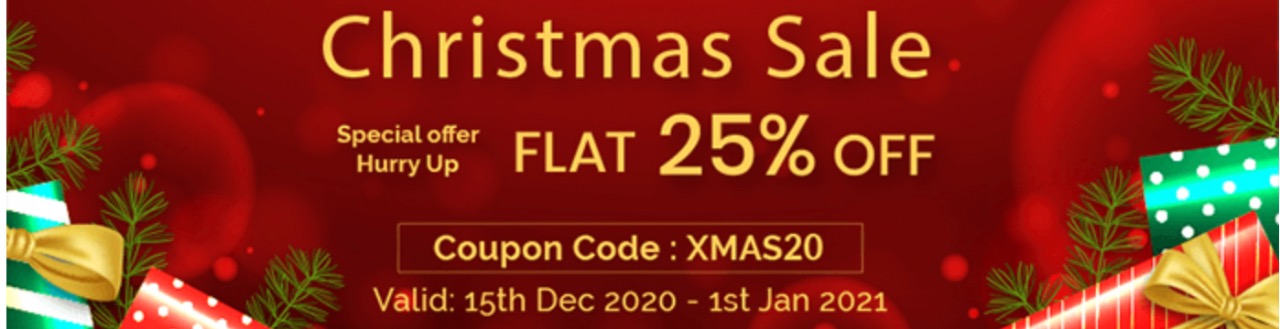 Christmas Sale
Special offer
Hurry Up
FLAT 25% OFF
Coupon Code : XMAS20
Valid: 15th Dec 2020 - 1st Jan 2021